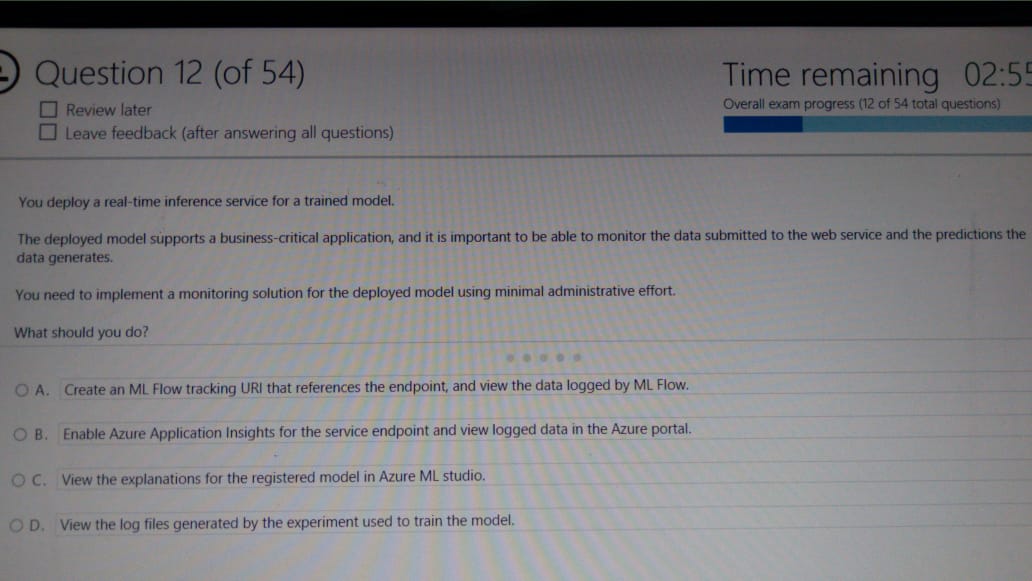 Question 12 (of 54)
Time remaining 02:55
Review later
Overall exam progress (12 of 54 total questions)
Leave feedback (after answering all questions)
You deploy a real-time inference service for a trained model.
The deployed model supports a business-critical application, and it is important to be able to monitor the data submitted to the web service and the predictions the
data generates.
You need to implement a monitoring solution for the deployed model using minimal administrative effort.
What should you do?
A. Create an ML Flow tracking URI that references the endpoint, and view the data logged by ML Flow.
B. Enable Azure Application Insights for the service endpoint and view logged data in the Azure portal.
C. View the explanations for the registered model in Azure ML studio.
D. View the log files generated by the experiment used to train the model.